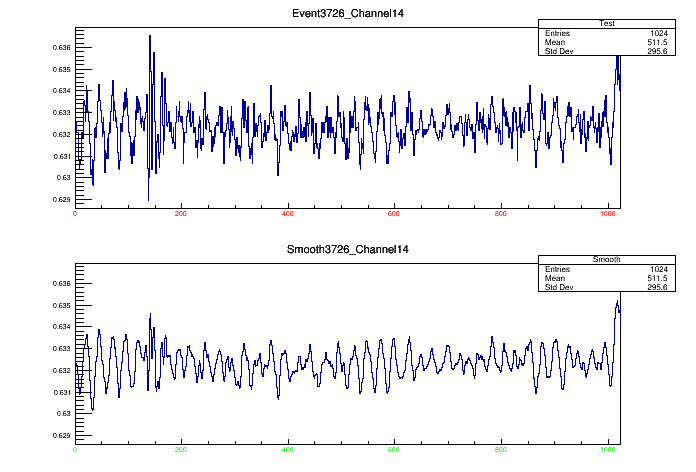 Event3726_Channel14
Test
Entries 1024
Mean 511.5
Std Dev 295.6
0.636
0.635
0.634
0.633
0.632
0.631
0.63
0.629
0 200 400 600 800 1000
Smooth3726_Channel14
Smooth
Entries 1024
Mean 511.5
Std Dev 295.6
0.636
0.635
0.634
0.633
0.632
0.631
0.63
0.629
0 200 400 600 800 1000